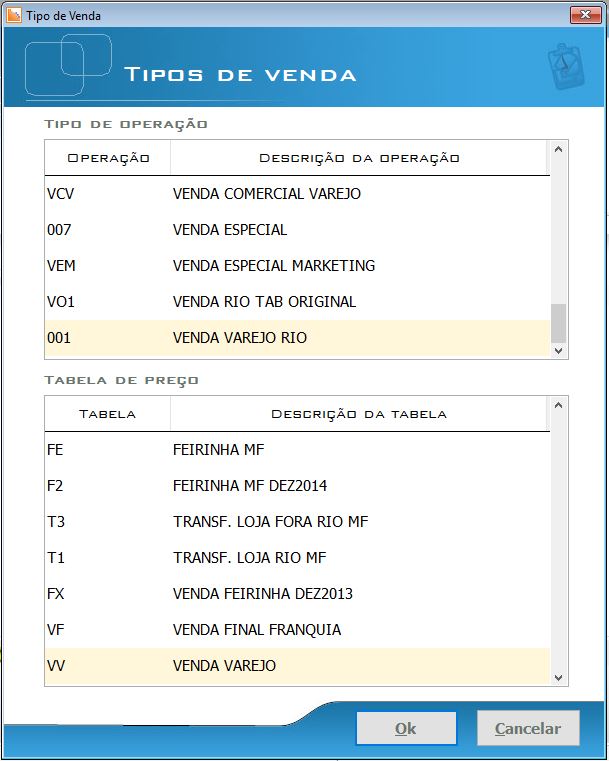 Tipo de Venda
Tipos de venda
Tipo de operação
Operação Descrição da operação
VCV VENDA COMERCIAL VAREJO
007 VENDA ESPECIAL
VEM VENDA ESPECIAL MARKETING
VO1 VENDA RIO TAB ORIGINAL
001 VENDA VAREJO RIO
Tabela de preço
Tabela Descrição da tabela
FE FEIRINHA MF
F2 FEIRINHA MF DEZ2014
T3 TRANSF. LOJA FORA RIO MF
T1 TRANSF. LOJA RIO MF
FX VENDA FEIRINHA DEZ2013
VF VENDA FINAL FRANQUIA
VV VENDA VAREJO
Ok Cancelar